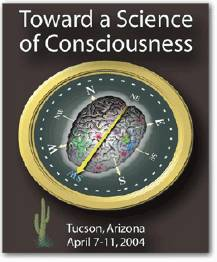 Toward a Science
of Consciousness
N
E
W
S
Tucson, Arizona
April 7-11, 2004